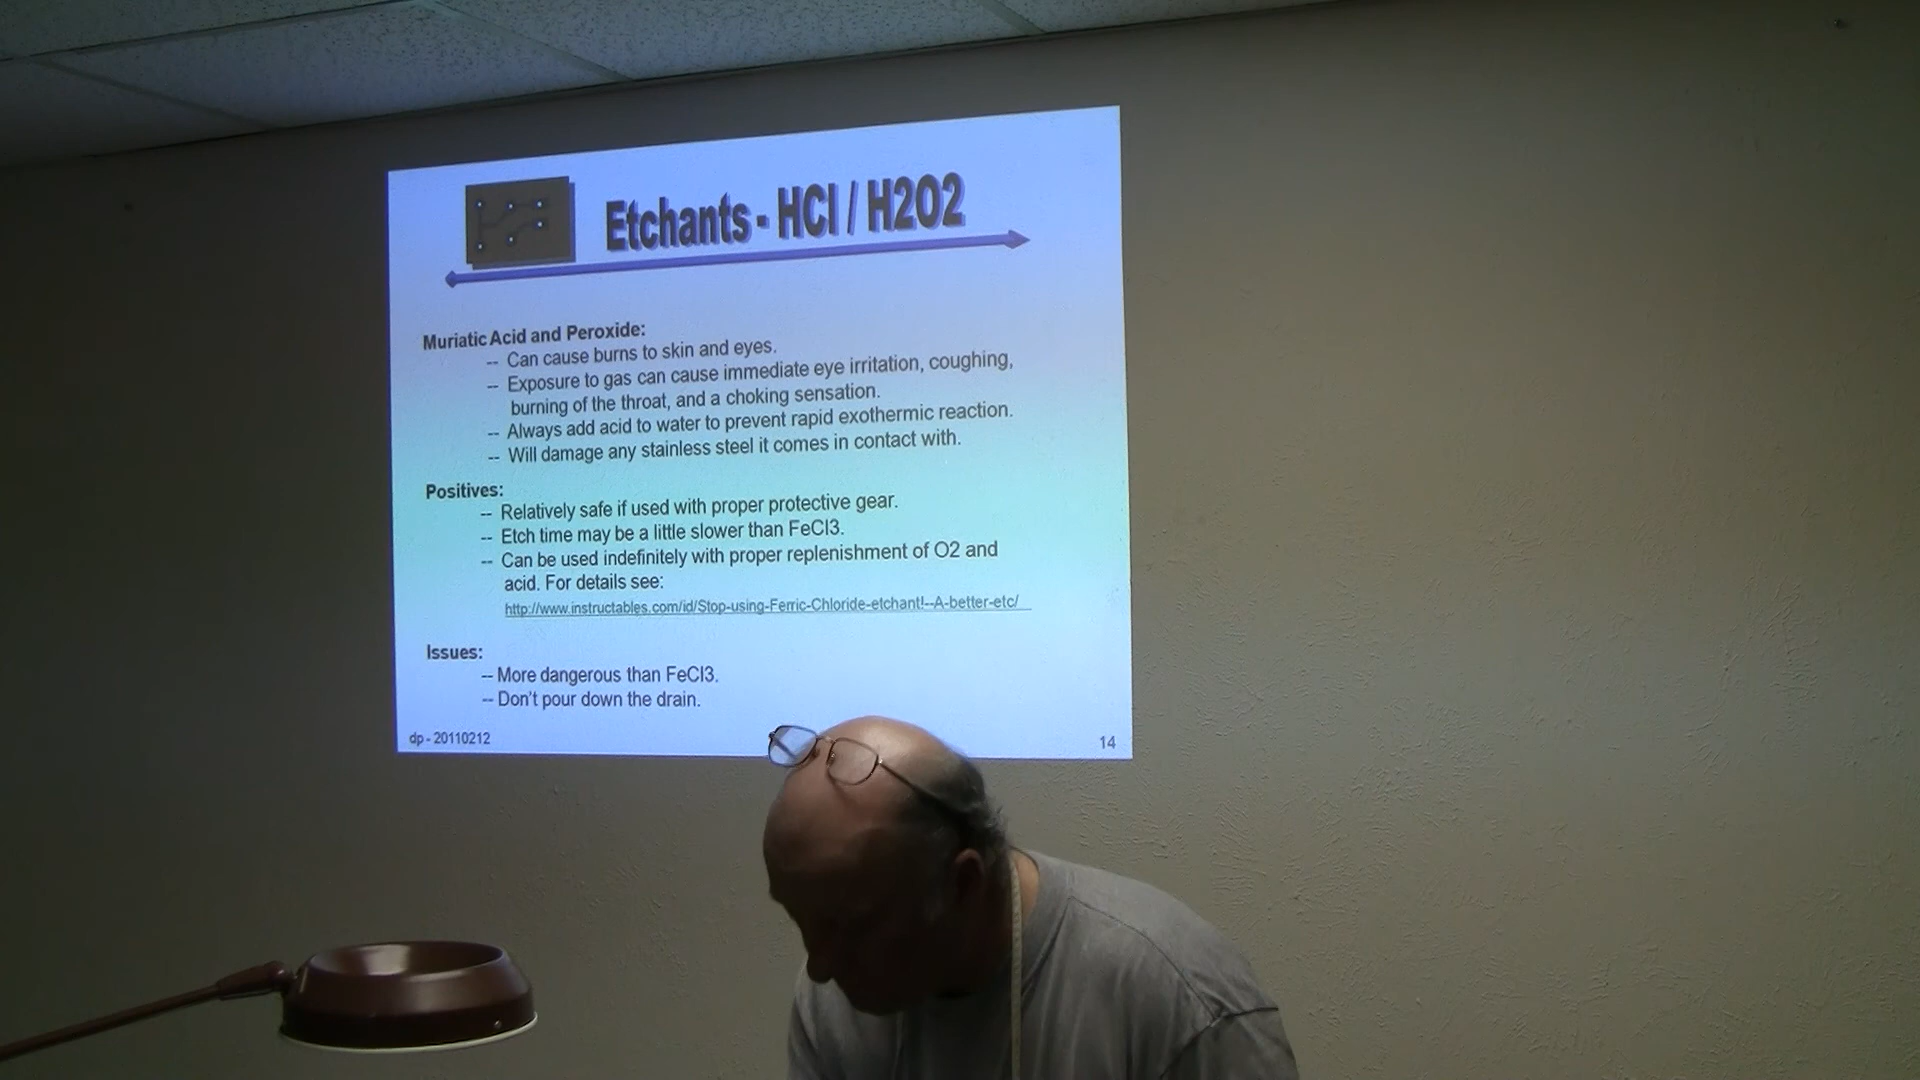 Etchants - HCl / H2O2
Muriatic Acid and Peroxide:
-- Can cause burns to skin and eyes.
-- Exposure to gas can cause immediate eye irritation, coughing,
burning of the throat, and a choking sensation.
-- Always add acid to water to prevent rapid exothermic reaction.
-- Will damage any stainless steel it comes in contact with.
Positives:
-- Relatively safe if used with proper protective gear.
-- Etch time may be a little slower than FeCl3.
-- Can be used indefinitely with proper replenishment of O2 and
acid. For details see:
http://www.instructables.com/id/Stop-using-Ferric-Chloride-etchant!--A-better-etc/
Issues:
-- More dangerous than FeCl3.
-- Don't pour down the drain.
dp - 20110212
14